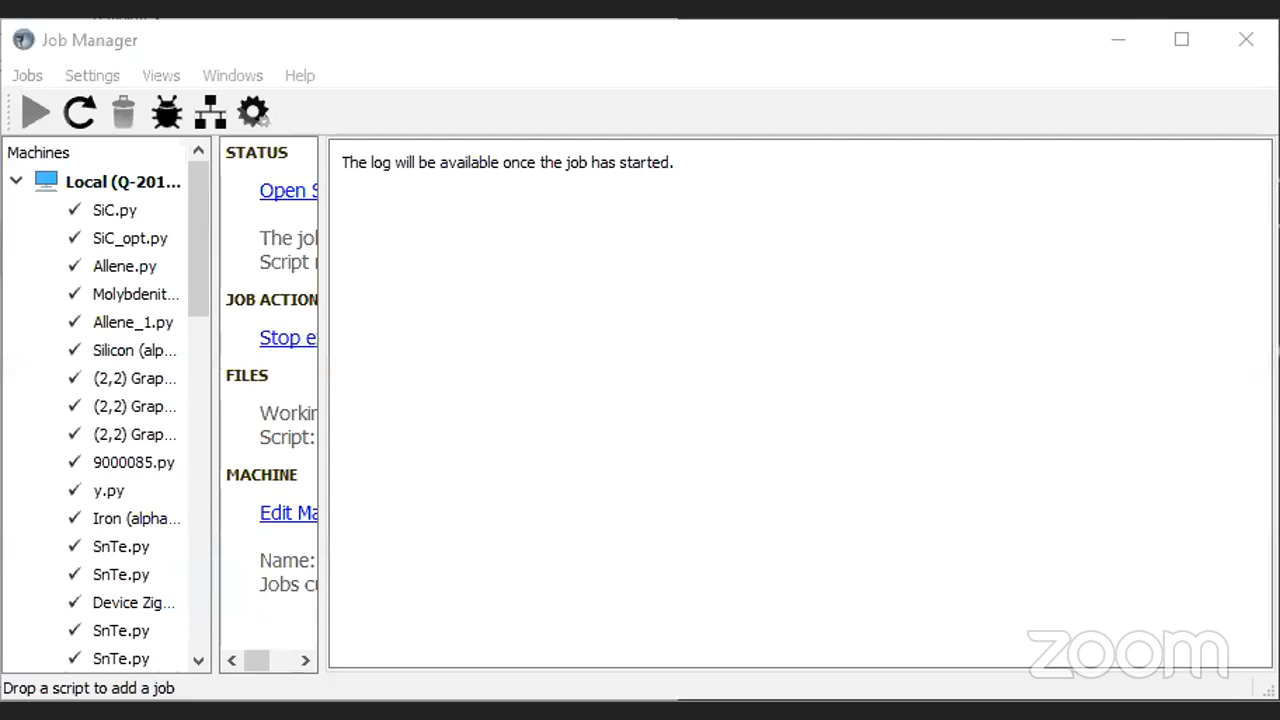 Job Manager
Jobs Settings Views Windows Help
Machines
Local (Q-201...
SiC.py
SiC_opt.py
Allene.py
Molybdenit...
Allene_1.py
Silicon (alp...
(2,2) Grap...
(2,2) Grap...
(2,2) Grap...
9000085.py
y.py
Iron (alpha...
SnTe.py
SnTe.py
Device Zig...
SnTe.py
SnTe.py
STATUS
Open S
The jo
Script
JOB ACTION
Stop e
FILES
Workin
Script:
MACHINE
Edit Ma
Name:
Jobs cu
The log will be available once the job has started.
Drop a script to add a job
zoom